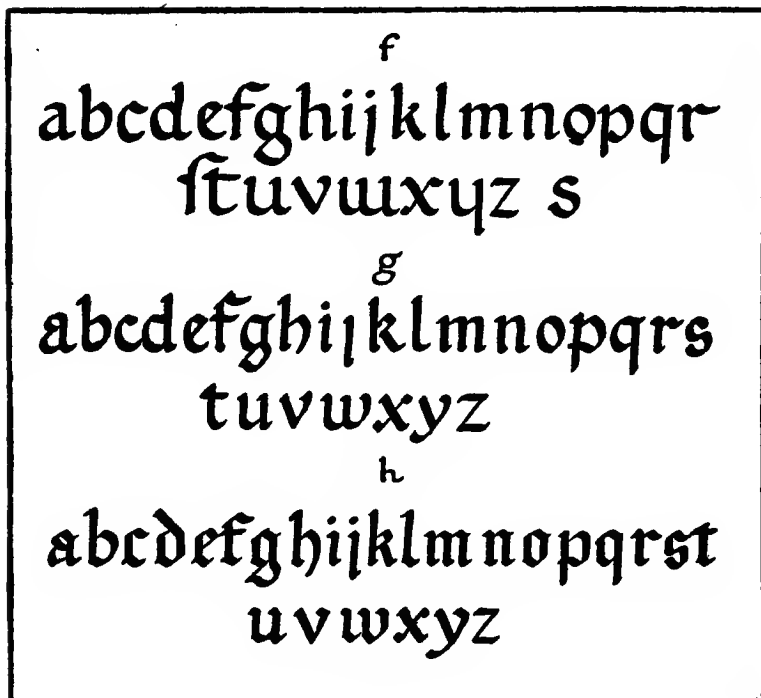 f
abcdefghijklmnopqr
ſtuvwxyz s
g
abcdefghijklmnopqrs
tuvwxyz
h
abcdefghijklmnopqrst
uvwxyz